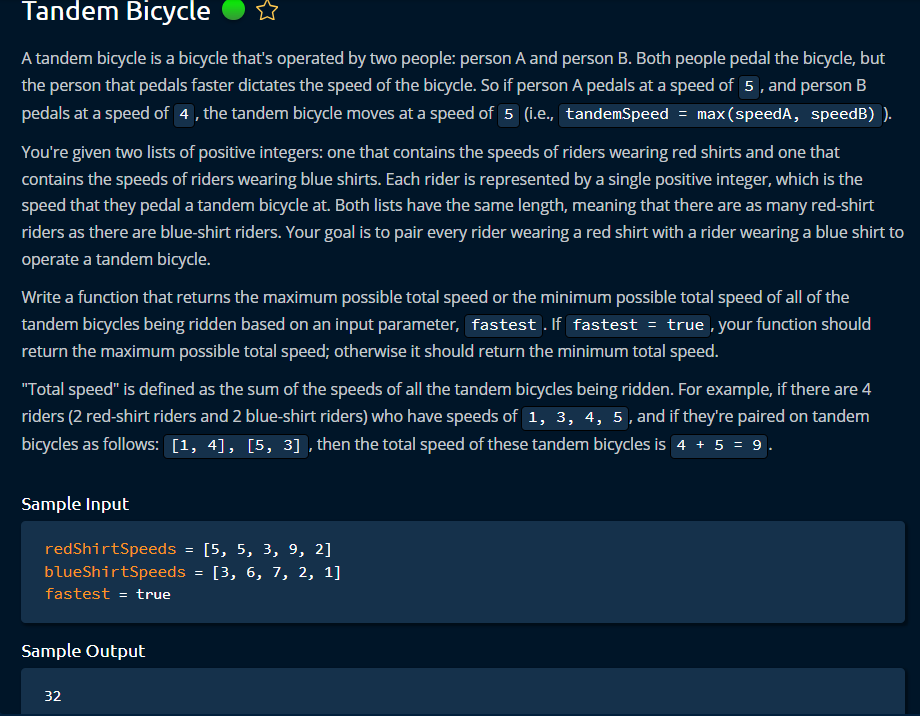 Tandem Bicycle
A tandem bicycle is a bicycle that's operated by two people: person A and person B. Both people pedal the bicycle, but
the person that pedals faster dictates the speed of the bicycle. So if person A pedals at a speed of 5, and person B
pedals at a speed of 4, the tandem bicycle moves at a speed of 5 (i.e., tandemSpeed = max(speedA, speedB)).
You're given two lists of positive integers: one that contains the speeds of riders wearing red shirts and one that
contains the speeds of riders wearing blue shirts. Each rider is represented by a single positive integer, which is the
speed that they pedal a tandem bicycle at. Both lists have the same length, meaning that there are as many red-shirt
riders as there are blue-shirt riders. Your goal is to pair every rider wearing a red shirt with a rider wearing a blue shirt to
operate a tandem bicycle.
Write a function that returns the maximum possible total speed or the minimum possible total speed of all of the
tandem bicycles being ridden based on an input parameter, fastest. If fastest = true, your function should
return the maximum possible total speed; otherwise it should return the minimum total speed.
"Total speed" is defined as the sum of the speeds of all the tandem bicycles being ridden. For example, if there are 4
riders (2 red-shirt riders and 2 blue-shirt riders) who have speeds of 1, 3, 4, 5, and if they're paired on tandem
bicycles as follows: [1, 4], [5, 3], then the total speed of these tandem bicycles is 4 + 5 = 9.
Sample Input
redShirtSpeeds = [5, 5, 3, 9, 2]
blueShirtSpeeds = [3, 6, 7, 2, 1]
fastest = true
Sample Output
32